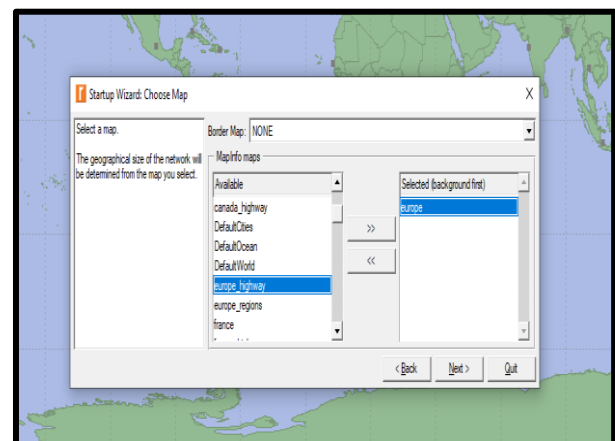 Startup Wizard: Choose Map
Select a map.
The geographical size of the network will
be determined from the map you select.
Border Map: NONE
MapInfo maps
Available
canada_highway
DefaultCities
DefaultOcean
DefaultWorld
europe_highway
europe_regions
france
>>
<<
Selected (background first)
europe
< Back
Next >
Quit